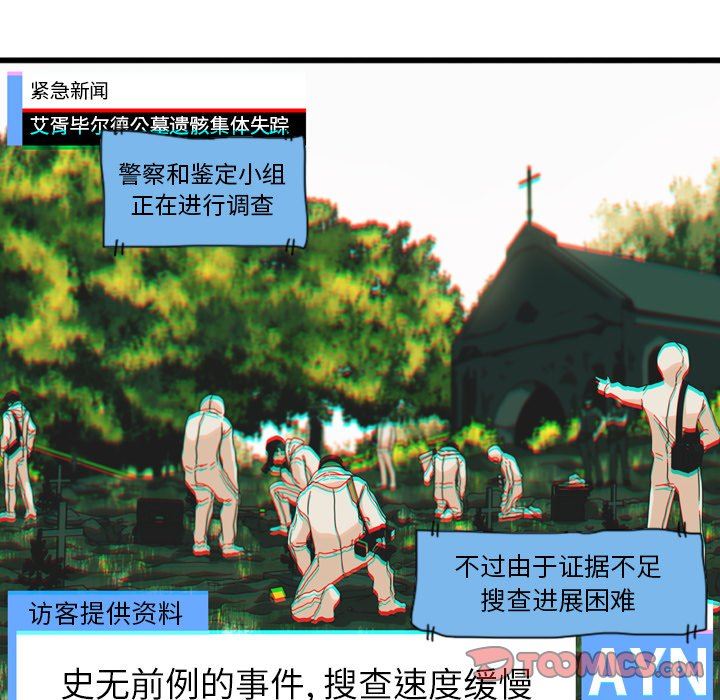 紧急新闻
艾胥毕尔德公墓遗骸集体失踪
警察和鉴定小组
正在进行调查
不过由于证据不足
搜查进展困难
访客提供资料
AYN
史无前例的事件, 搜查速度缓慢
TOOMICS.COM